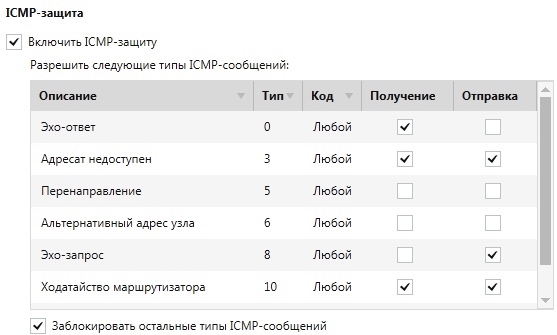 ICMP-защита
Включить ICMP-защиту
Разрешить следующие типы ICMP-сообщений:
Описание Тип Код Получение Отправка
Эхо-ответ 0 Любой
Адресат недоступен 3 Любой
Перенаправление 5 Любой
Альтернативный адрес узла 6 Любой
Эхо-запрос 8 Любой
Ходатайство маршрутизатора 10 Любой
Заблокировать остальные типы ICMP-сообщений